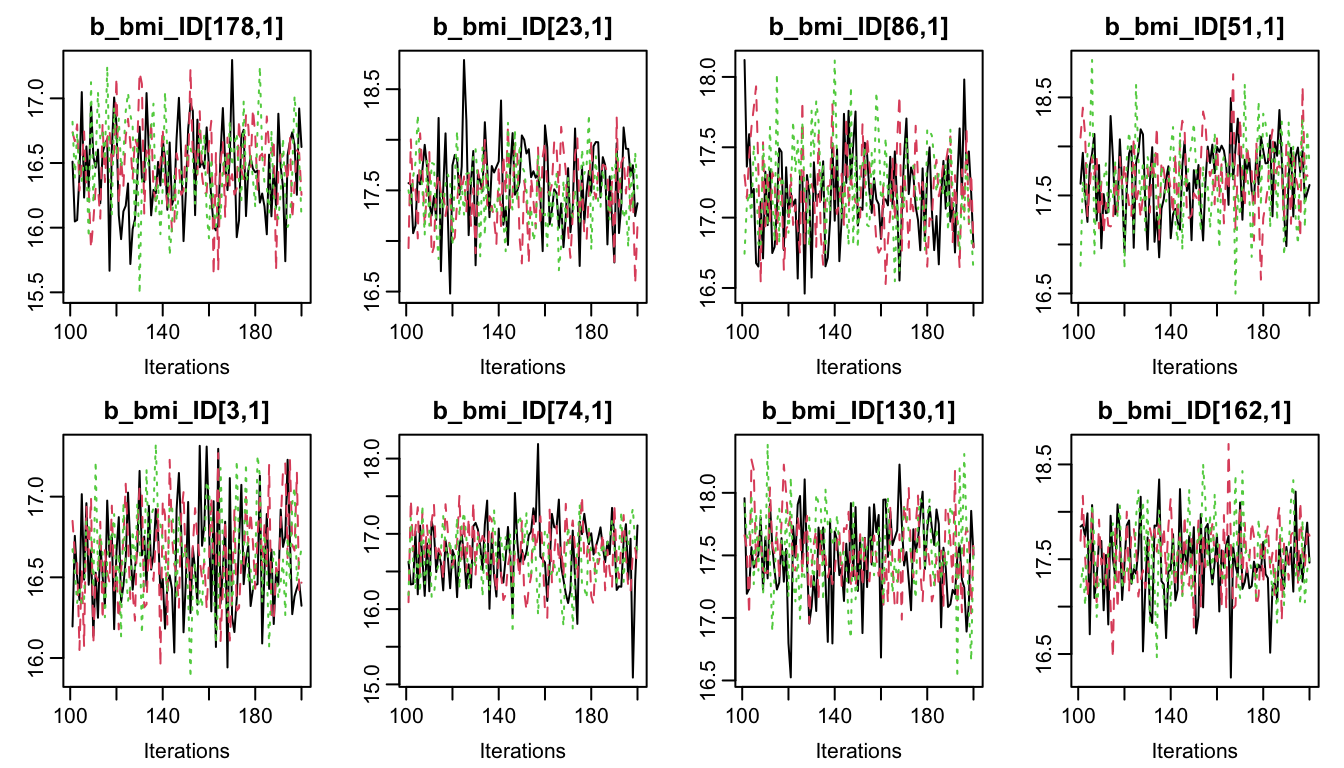 b_bmi_ID[178,1] b_bmi_ID[23,1] b_bmi_ID[86,1] b_bmi_ID[51,1]
15.5 16.0 16.5 17.0
16.5 17.5 18.5
16.5 17.0 17.5 18.0
16.5 17.5 18.5
100 140 180 100 140 180 100 140 180 100 140 180
Iterations Iterations Iterations Iterations
b_bmi_ID[3,1] b_bmi_ID[74,1] b_bmi_ID[130,1] b_bmi_ID[162,1]
16.0 16.5 17.0
15.0 16.0 17.0 18.0
16.5 17.0 17.5 18.0
16.5 17.5 18.5
100 140 180 100 140 180 100 140 180 100 140 180
Iterations Iterations Iterations Iterations